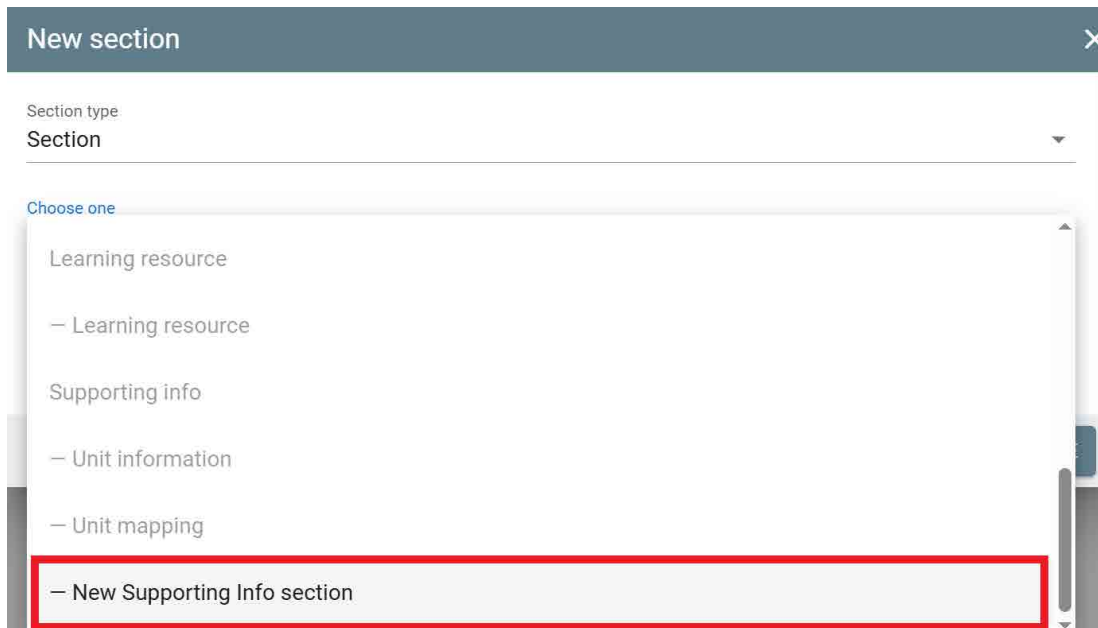 New section
Section type
Section
Choose one
Learning resource
— Learning resource
Supporting info
— Unit information
— Unit mapping
— New Supporting Info section